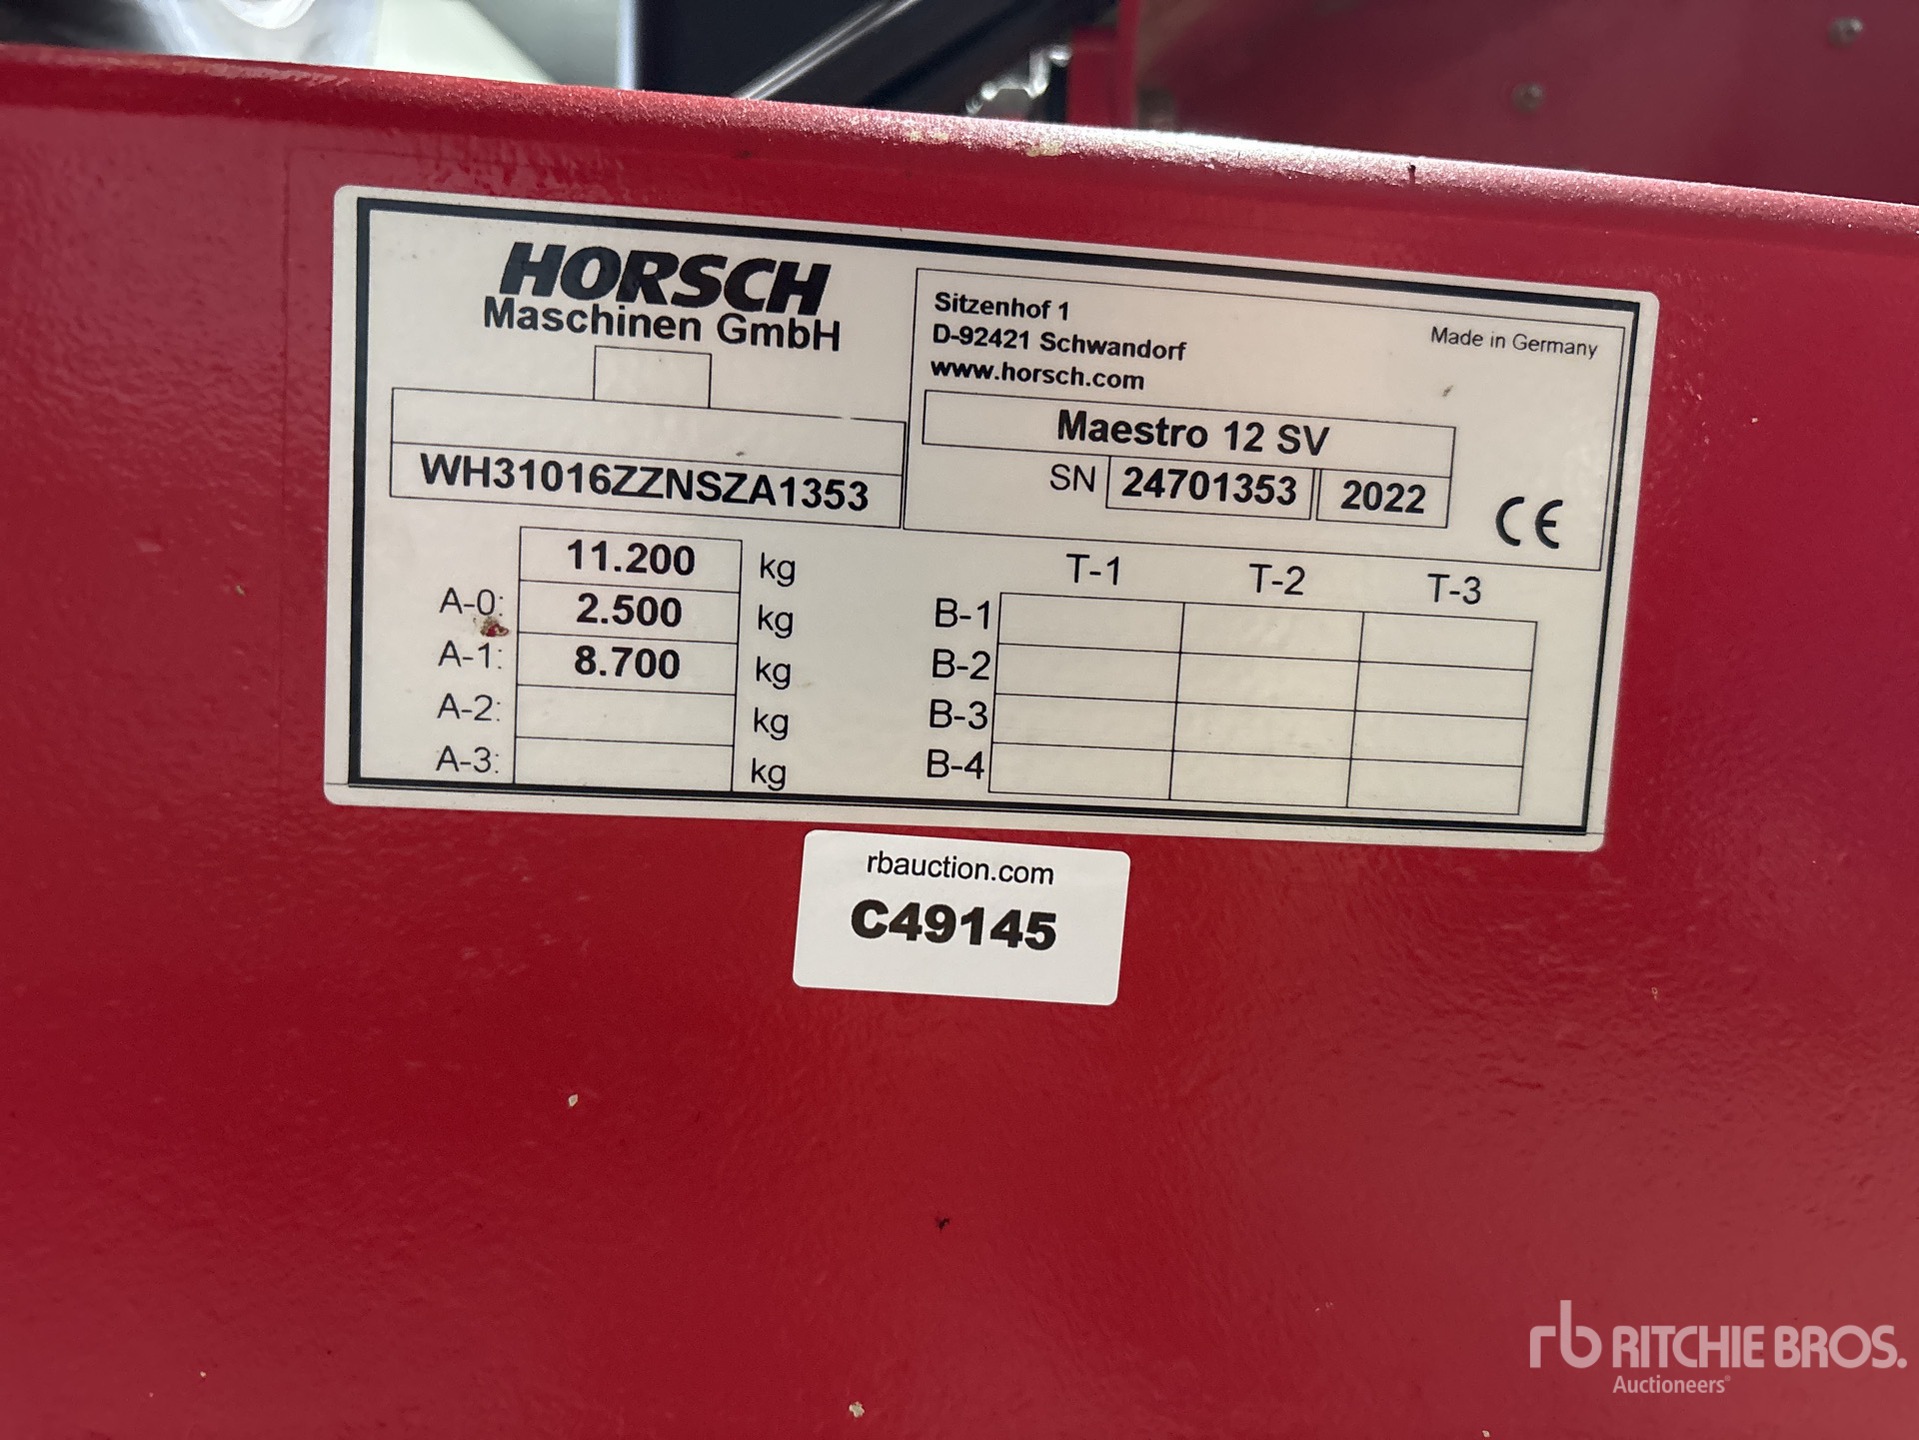 HORSCH
Maschinen GmbH
WH31016ZZNSZA1353
Sitzenhof 1
D-92421 Schwandorf
www.horsch.com
Made in Germany
Maestro 12 SV
SN 24701353 2022
CE
11.200 kg
A-0: 2.500 kg
A-1: 8.700 kg
A-2: kg
A-3: kg
T-1 T-2 T-3
B-1
B-2
B-3
B-4
rbauction.com
C49145
rb RITCHIE BROS.
Auctioneers®